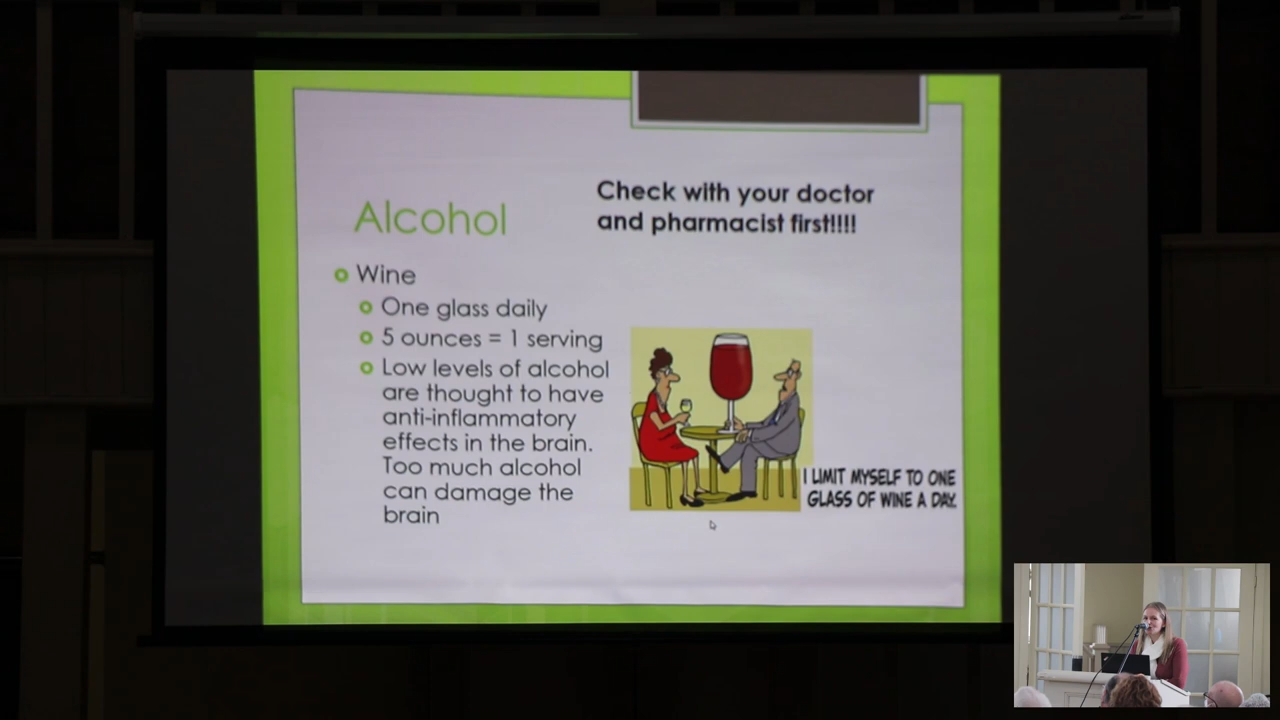 Alcohol
Check with your doctor
and pharmacist first!!!!
Wine
One glass daily
5 ounces = 1 serving
Low levels of alcohol
are thought to have
anti-inflammatory
effects in the brain.
Too much alcohol
can damage the
brain
I LIMIT MYSELF TO ONE
GLASS OF WINE A DAY.